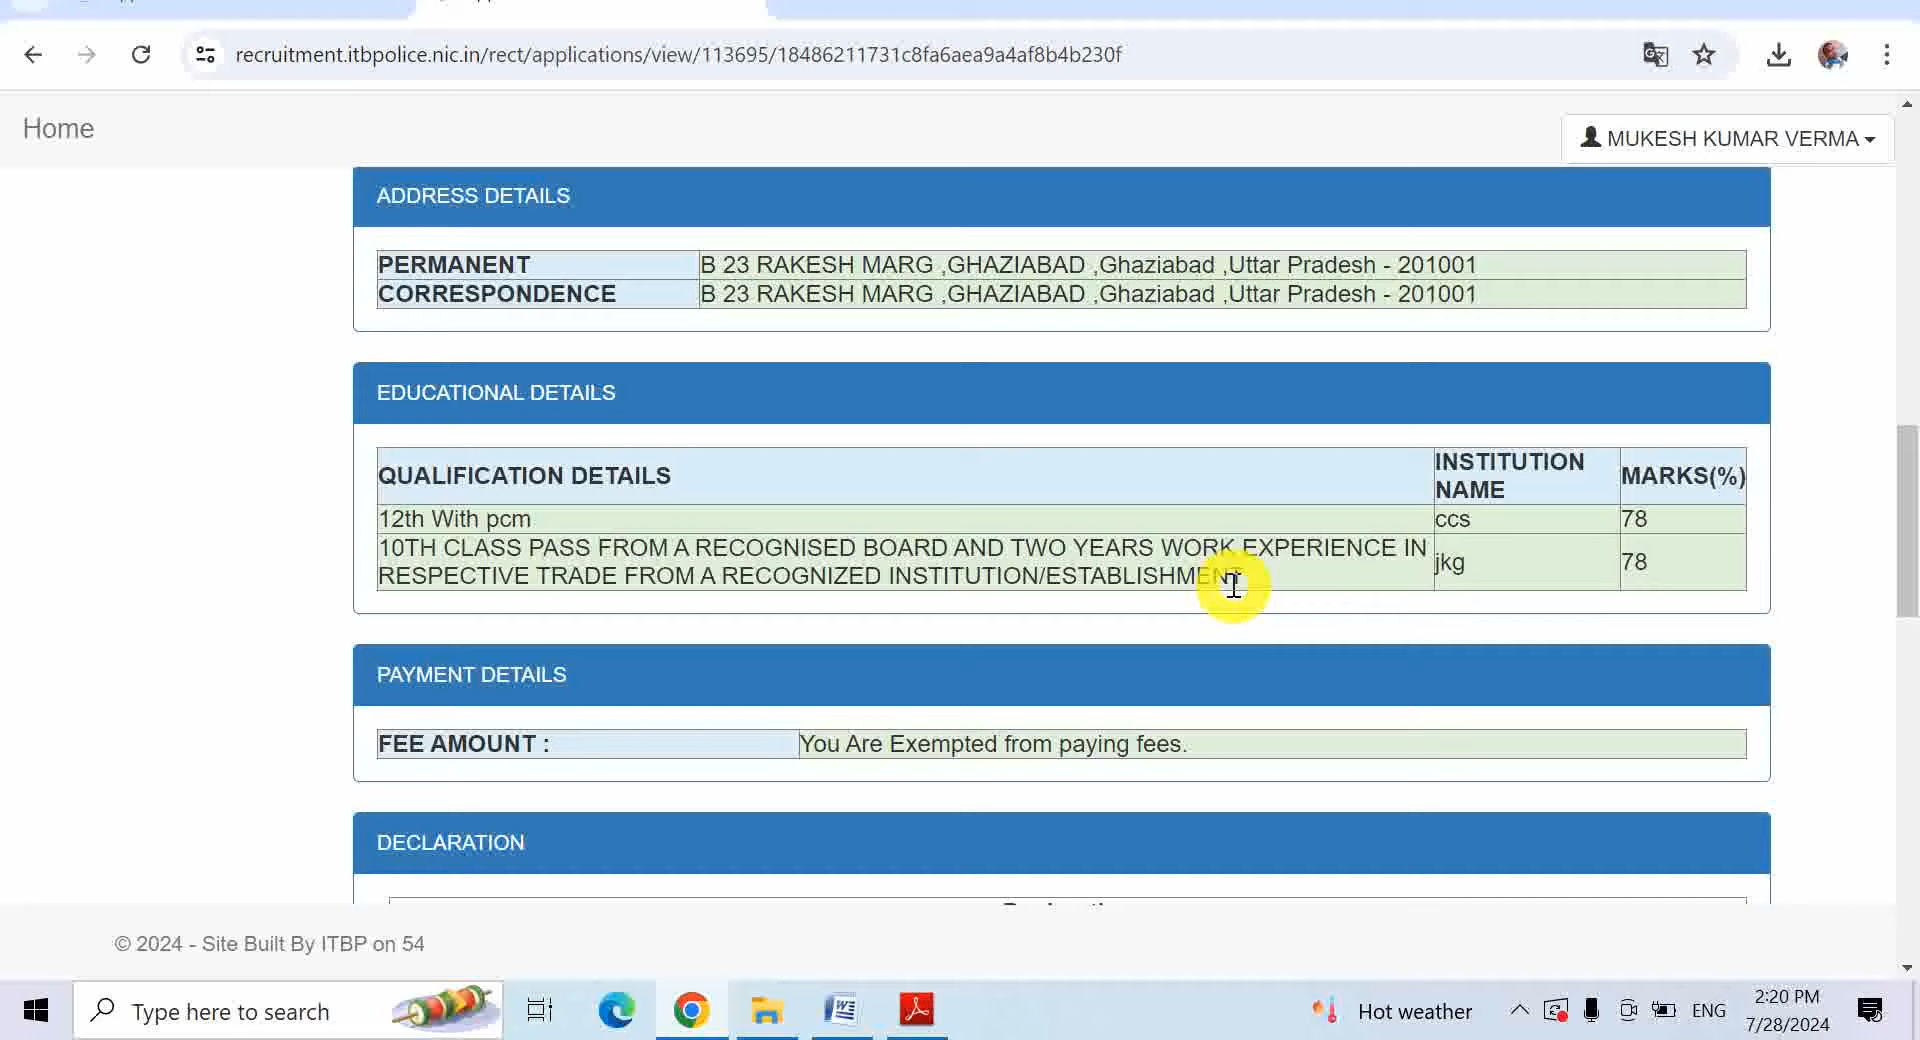 recruitment.itbpolice.nic.in/rect/applications/view/113695/18486211731c8fa6aea9a4af8b4b230f
Home
MUKESH KUMAR VERMA
ADDRESS DETAILS
PERMANENT B 23 RAKESH MARG ,GHAZIABAD ,Ghaziabad ,Uttar Pradesh - 201001
CORRESPONDENCE B 23 RAKESH MARG ,GHAZIABAD ,Ghaziabad ,Uttar Pradesh - 201001
EDUCATIONAL DETAILS
QUALIFICATION DETAILS INSTITUTION NAME MARKS(%)
12th With pcm ccs 78
10TH CLASS PASS FROM A RECOGNISED BOARD AND TWO YEARS WORK EXPERIENCE IN
RESPECTIVE TRADE FROM A RECOGNIZED INSTITUTION/ESTABLISHMENT jkg 78
PAYMENT DETAILS
FEE AMOUNT : You Are Exempted from paying fees.
DECLARATION
© 2024 - Site Built By ITBP on 54
Type here to search
Hot weather
ENG
2:20 PM
7/28/2024